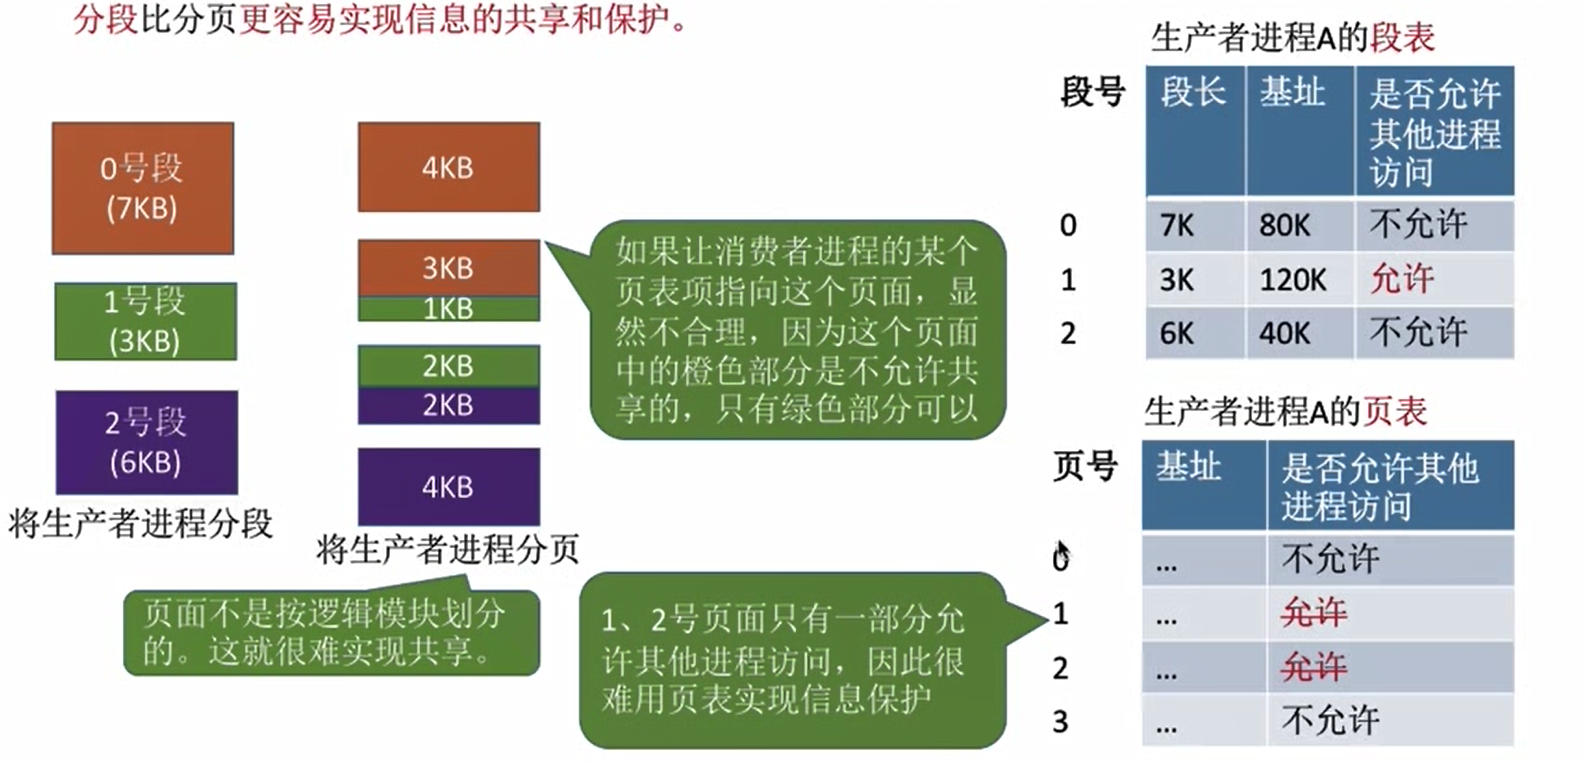 分段比分页更容易实现信息的共享和保护。
0号段
(7KB)
1号段
(3KB)
2号段
(6KB)
将生产者进程分段
4KB
3KB
1KB
2KB
2KB
4KB
将生产者进程分页
页面不是按逻辑模块划分
的。这就很难实现共享。
如果让消费者进程的某个
页表项指向这个页面，显
然不合理，因为这个页面
中的橙色部分是不允许共
享的，只有绿色部分可以
1、2号页面只有一部分允
许其他进程访问，因此很
难用页表实现信息保护
生产者进程A的段表
段号 段长 基址 是否允许
其他进程
访问
0 7K 80K 不允许
1 3K 120K 允许
2 6K 40K 不允许
生产者进程A的页表
页号 基址 是否允许其他
进程访问
0 ... 不允许
1 ... 允许
2 ... 允许
3 ... 不允许